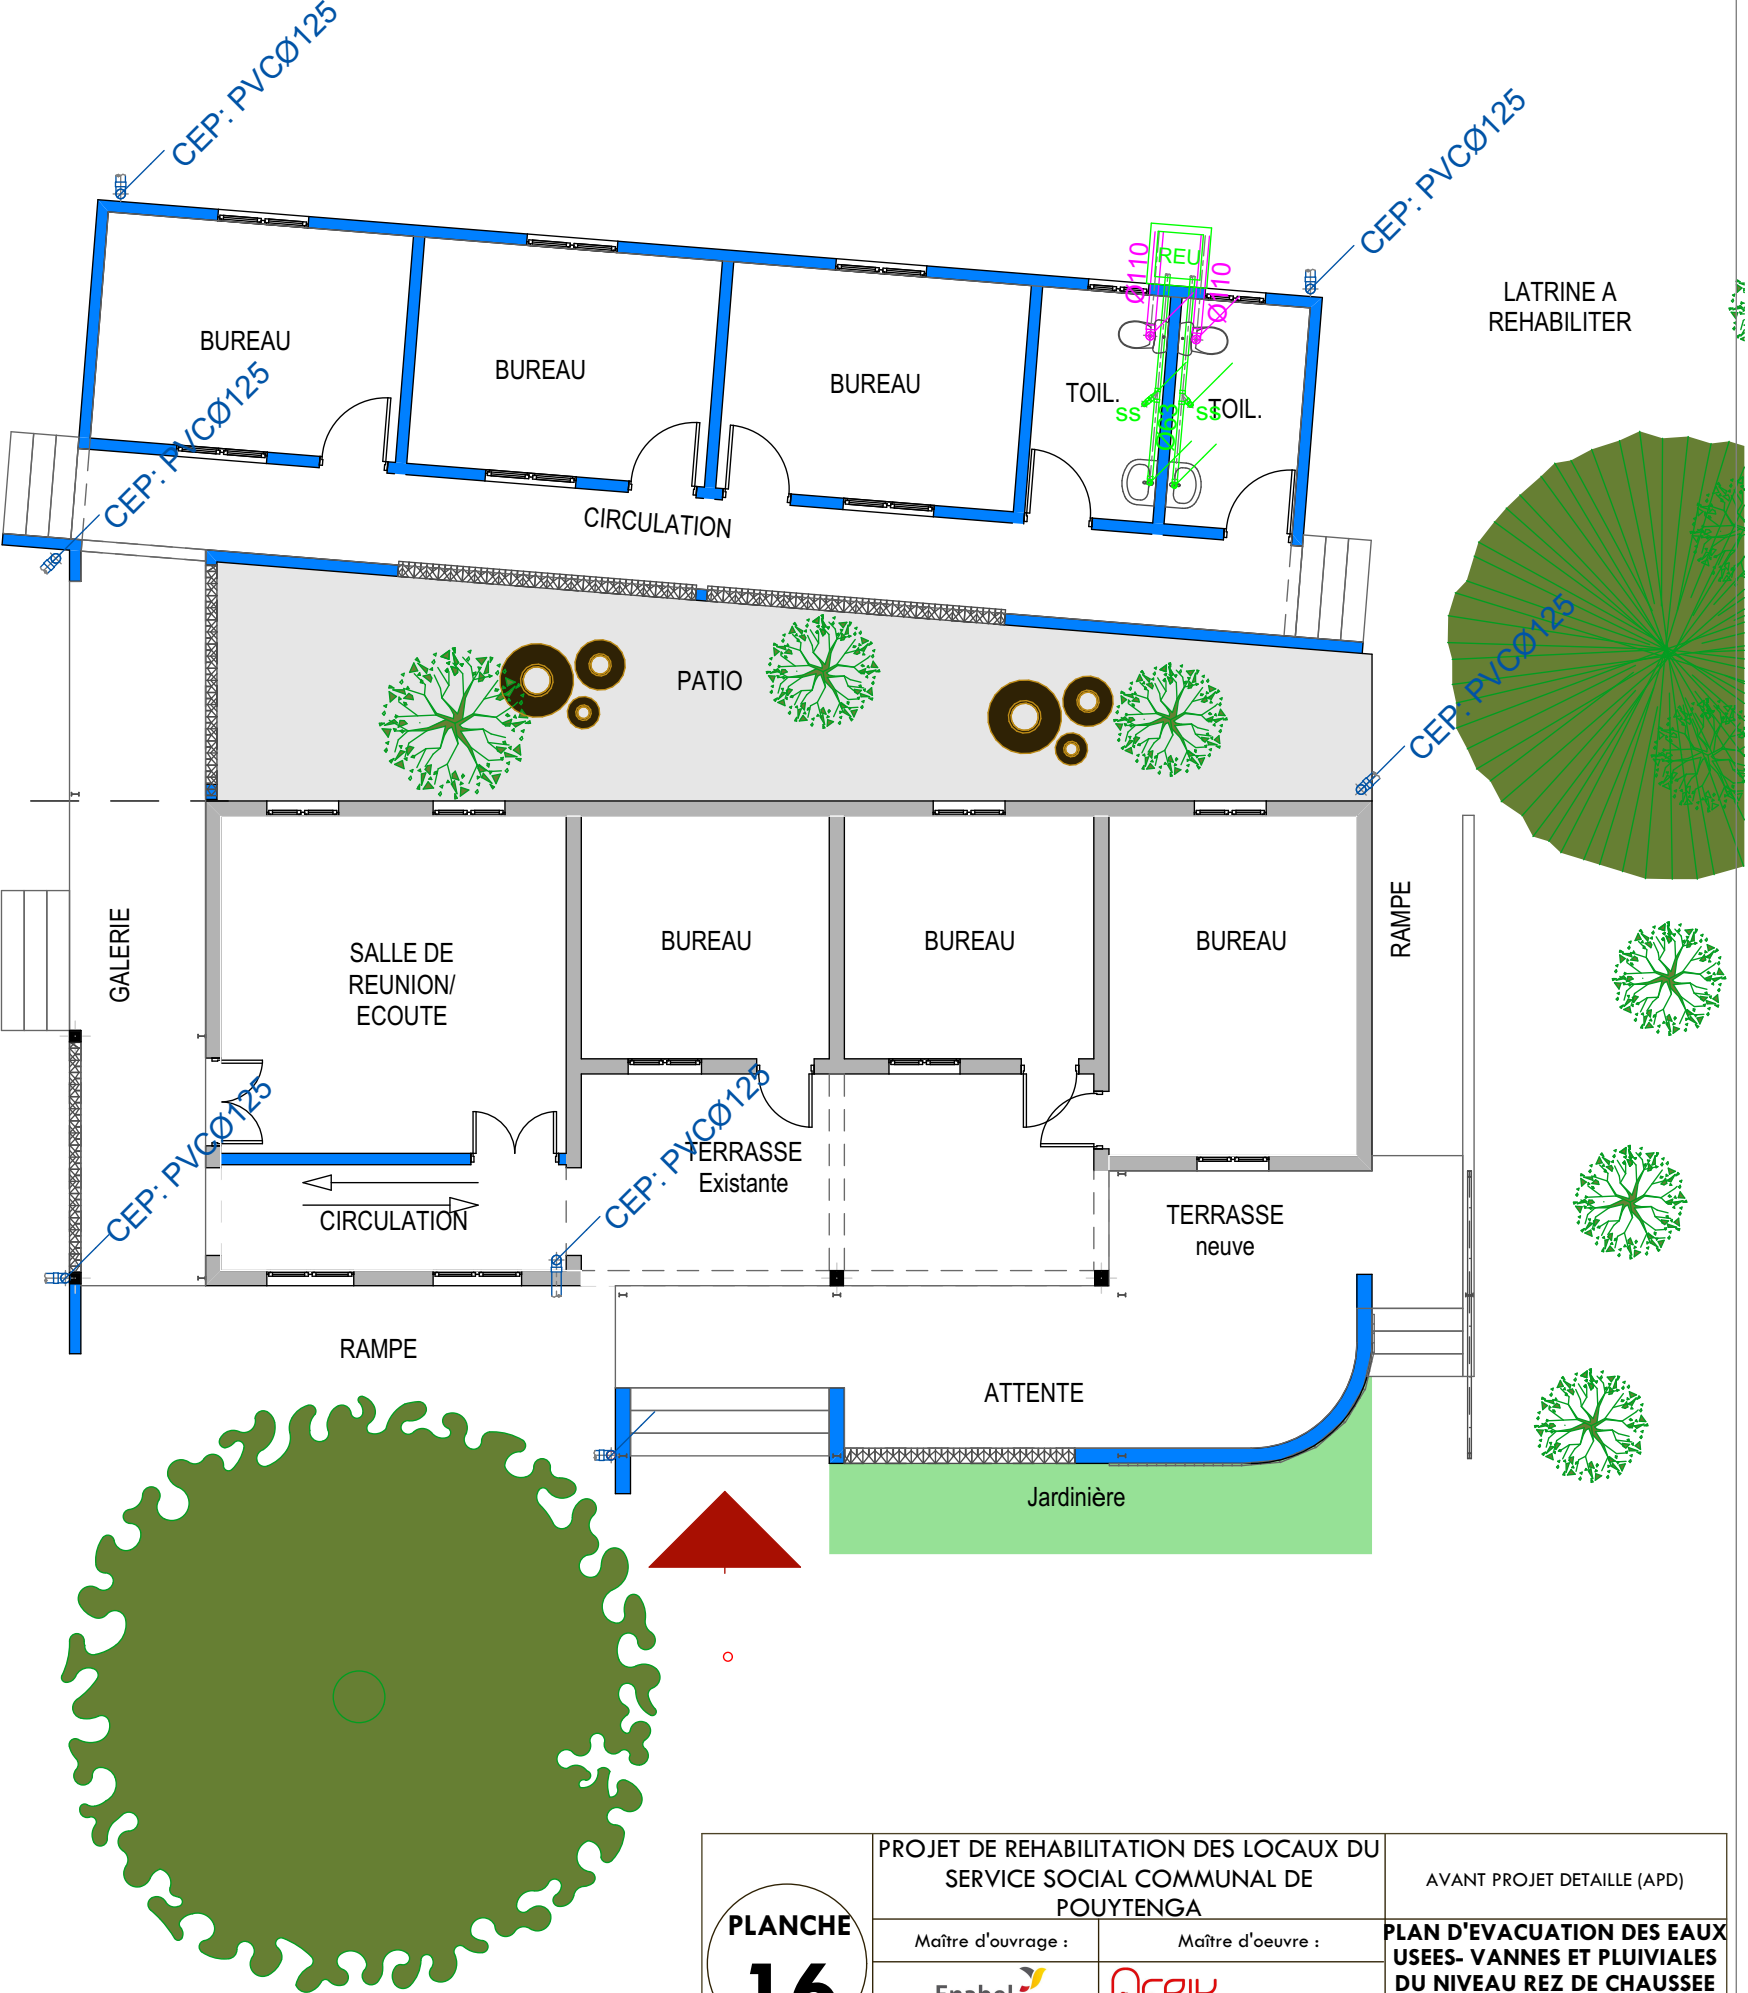 CEP: PVCØ125
CEP: PVCØ125
LATRINE A
REHABILITER
REU
Ø110
Ø110
BUREAU
BUREAU
BUREAU
TOIL.
TOIL.
ss
ss
Ø63
CEP: PVCØ125
CIRCULATION
CEP: PVCØ125
PATIO
GALERIE
SALLE DE
REUNION/
ECOUTE
BUREAU
BUREAU
BUREAU
RAMPE
CEP: PVCØ125
CEP: PVCØ125
TERRASSE
Existante
CIRCULATION
TERRASSE
neuve
RAMPE
ATTENTE
Jardinière
PLANCHE
16
PROJET DE REHABILITATION DES LOCAUX DU
SERVICE SOCIAL COMMUNAL DE
POUYTENGA
AVANT PROJET DETAILLE (APD)
Maître d'ouvrage :
Maître d'oeuvre :
Enabel
PLAN D'EVACUATION DES EAUX
USEES- VANNES ET PLUIVIALES
DU NIVEAU REZ DE CHAUSSEE